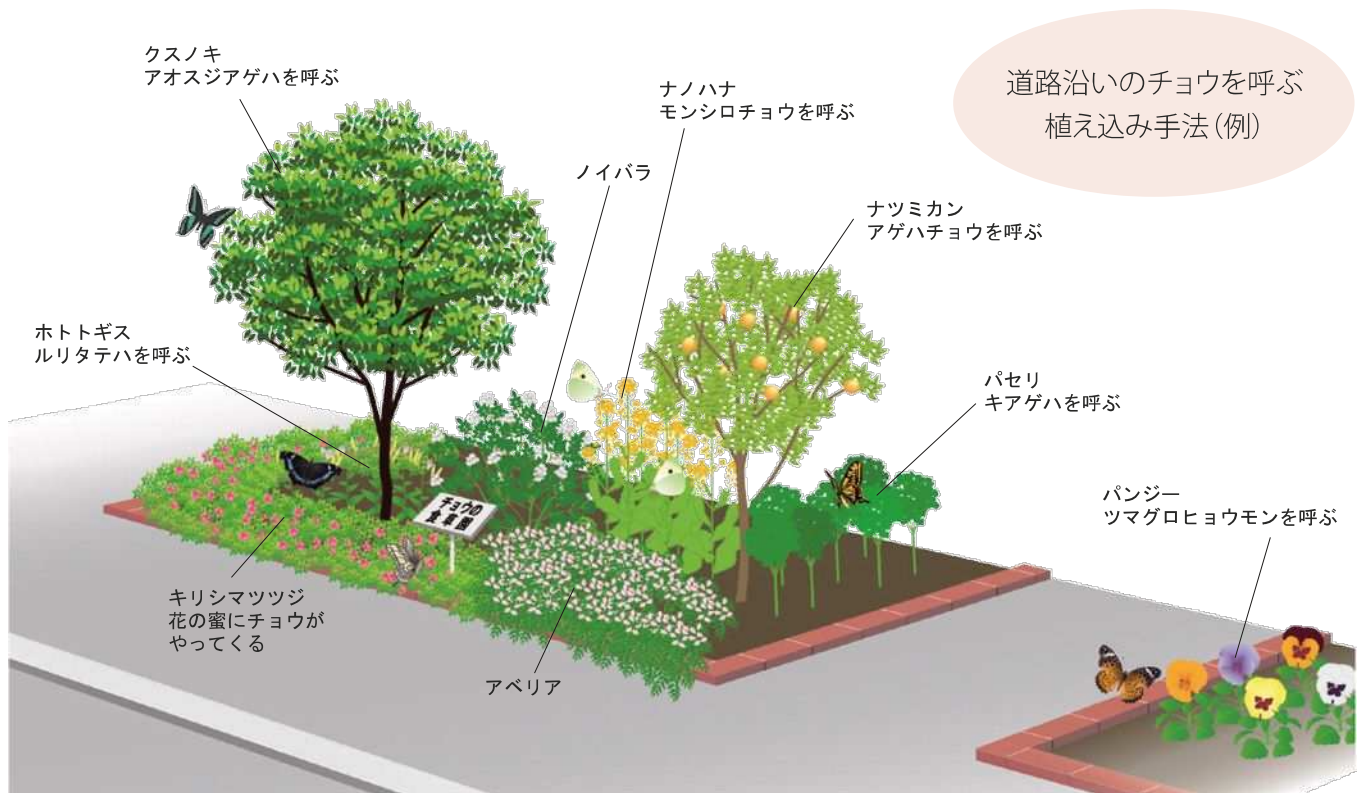 道路沿いのチョウを呼ぶ
植え込み手法(例)
クスノキ
アオスジアゲハを呼ぶ
ナノハナ
モンシロチョウを呼ぶ
ノイバラ
ナツミカン
アゲハチョウを呼ぶ
ホトトギス
ルリタテハを呼ぶ
パセリ
キアゲハを呼ぶ
パンジー
ツマグロヒョウモンを呼ぶ
チョウの
食草園
キリシマツツジ
花の蜜にチョウが
やってくる
アベリア